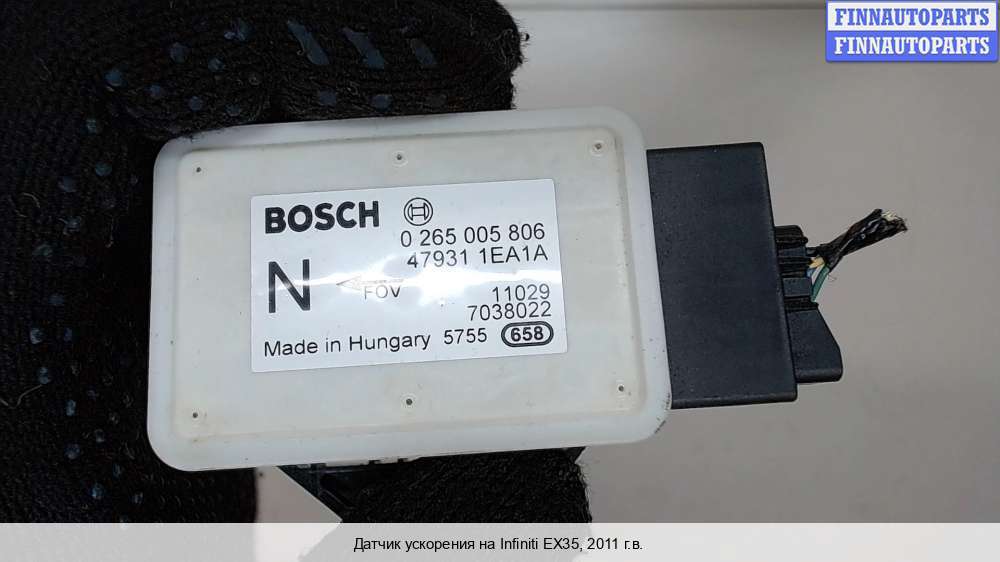 FINNAUTOPARTS
FINNAUTOPARTS
BOSCH
0 265 005 806
47931 1EA1A
N
FOV
11029
7038022
Made in Hungary 5755 658
Датчик ускорения на Infiniti EX35, 2011 г.в.